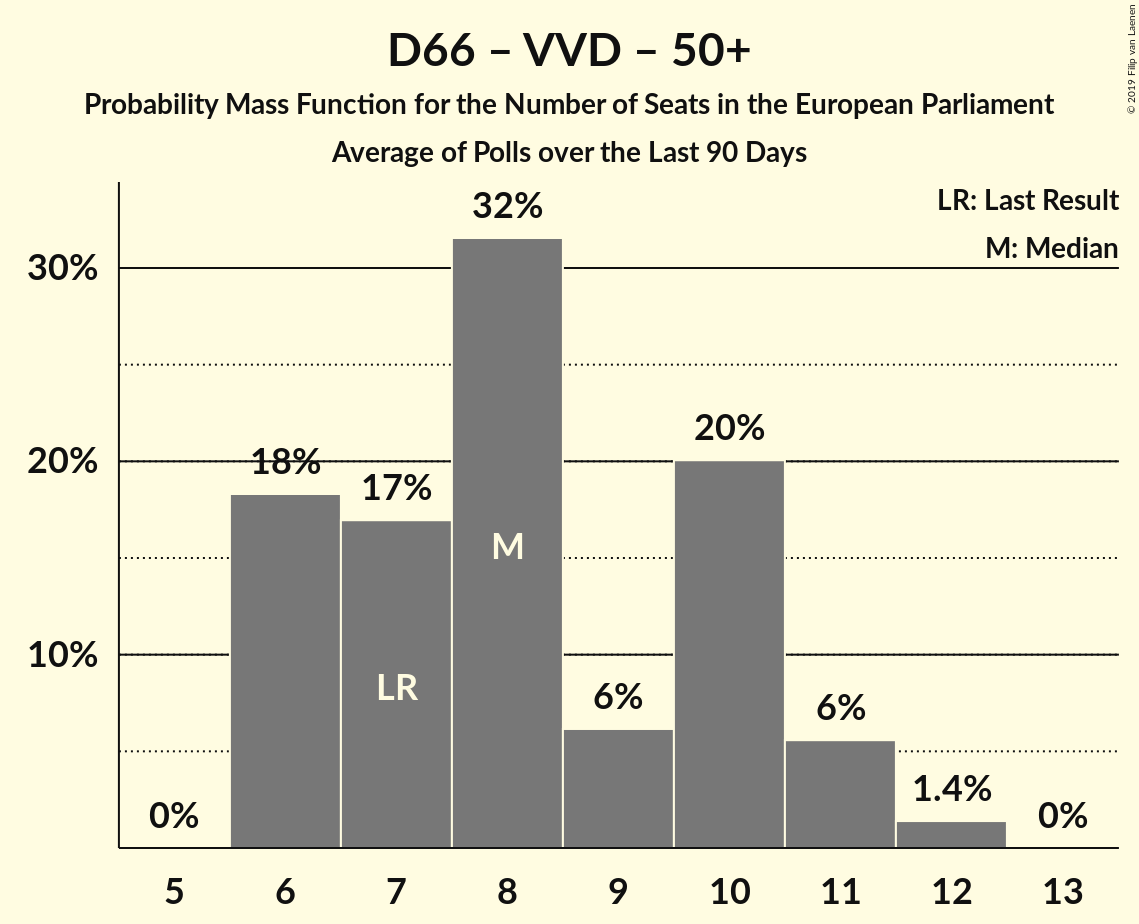 D66 – VVD – 50+
Probability Mass Function for the Number of Seats in the European Parliament
Average of Polls over the Last 90 Days
© 2019 Filip van Laenen
LR: Last Result
M: Median
30%
20%
10%
0%
18%
17%
32%
6%
20%
6%
1.4%
0%
LR
M
5 6 7 8 9 10 11 12 13